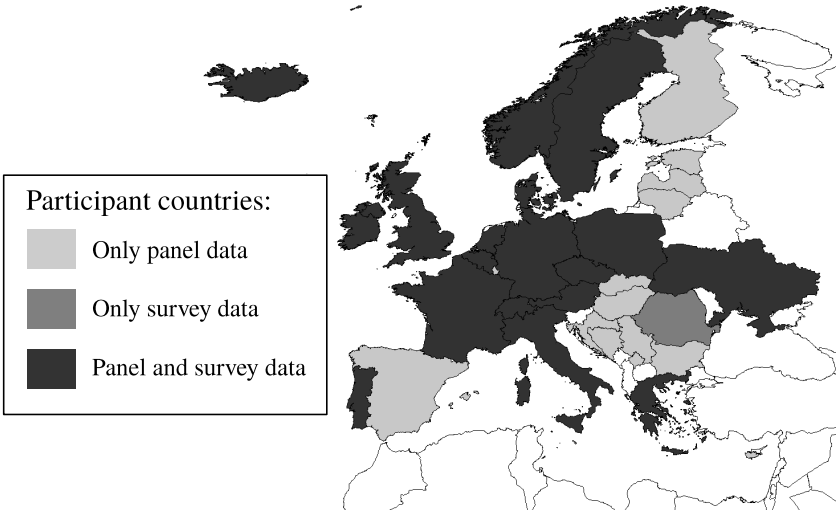 Participant countries:
Only panel data
Only survey data
Panel and survey data